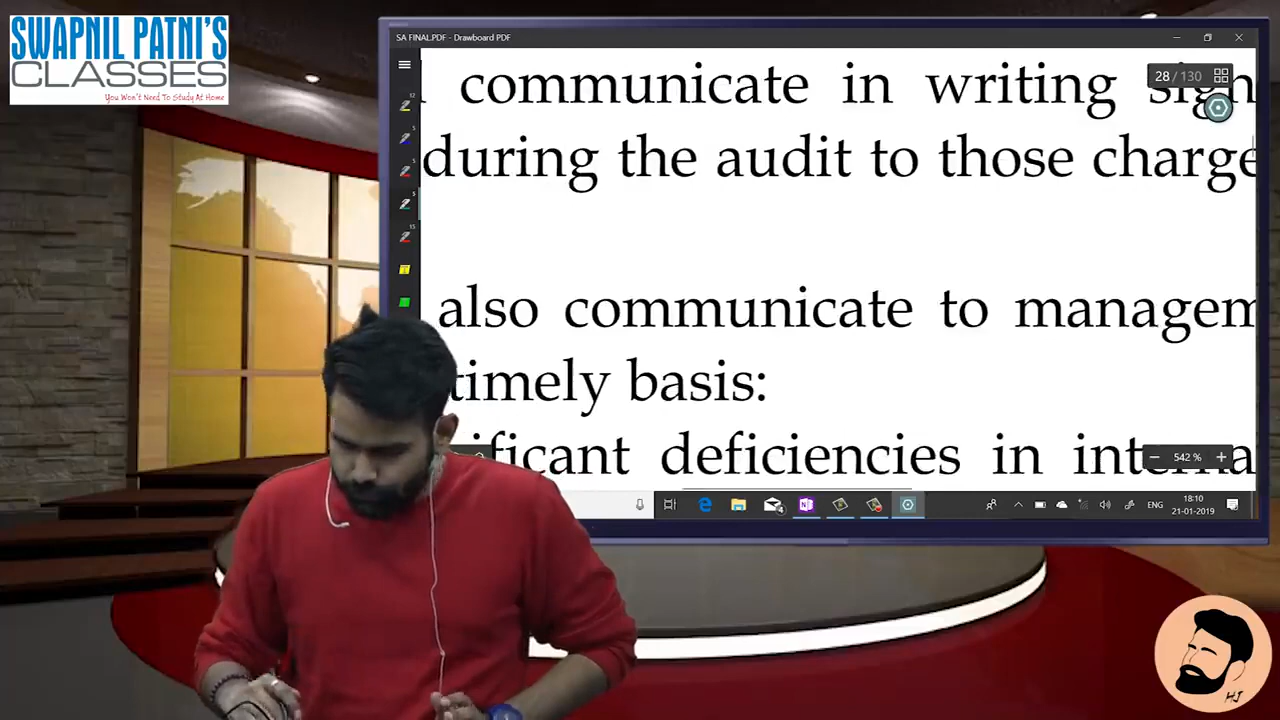 SWAPNIL PATNI'S
CLASSES
You Won't Need To Study At Home
SA FINAL.PDF - Drawboard PDF
28 / 130
communicate in writing
during the audit to those charge
also communicate to managem
timely basis:
ificant deficiencies in interna
542 %
ENG
18:10
21-01-2019
HJ